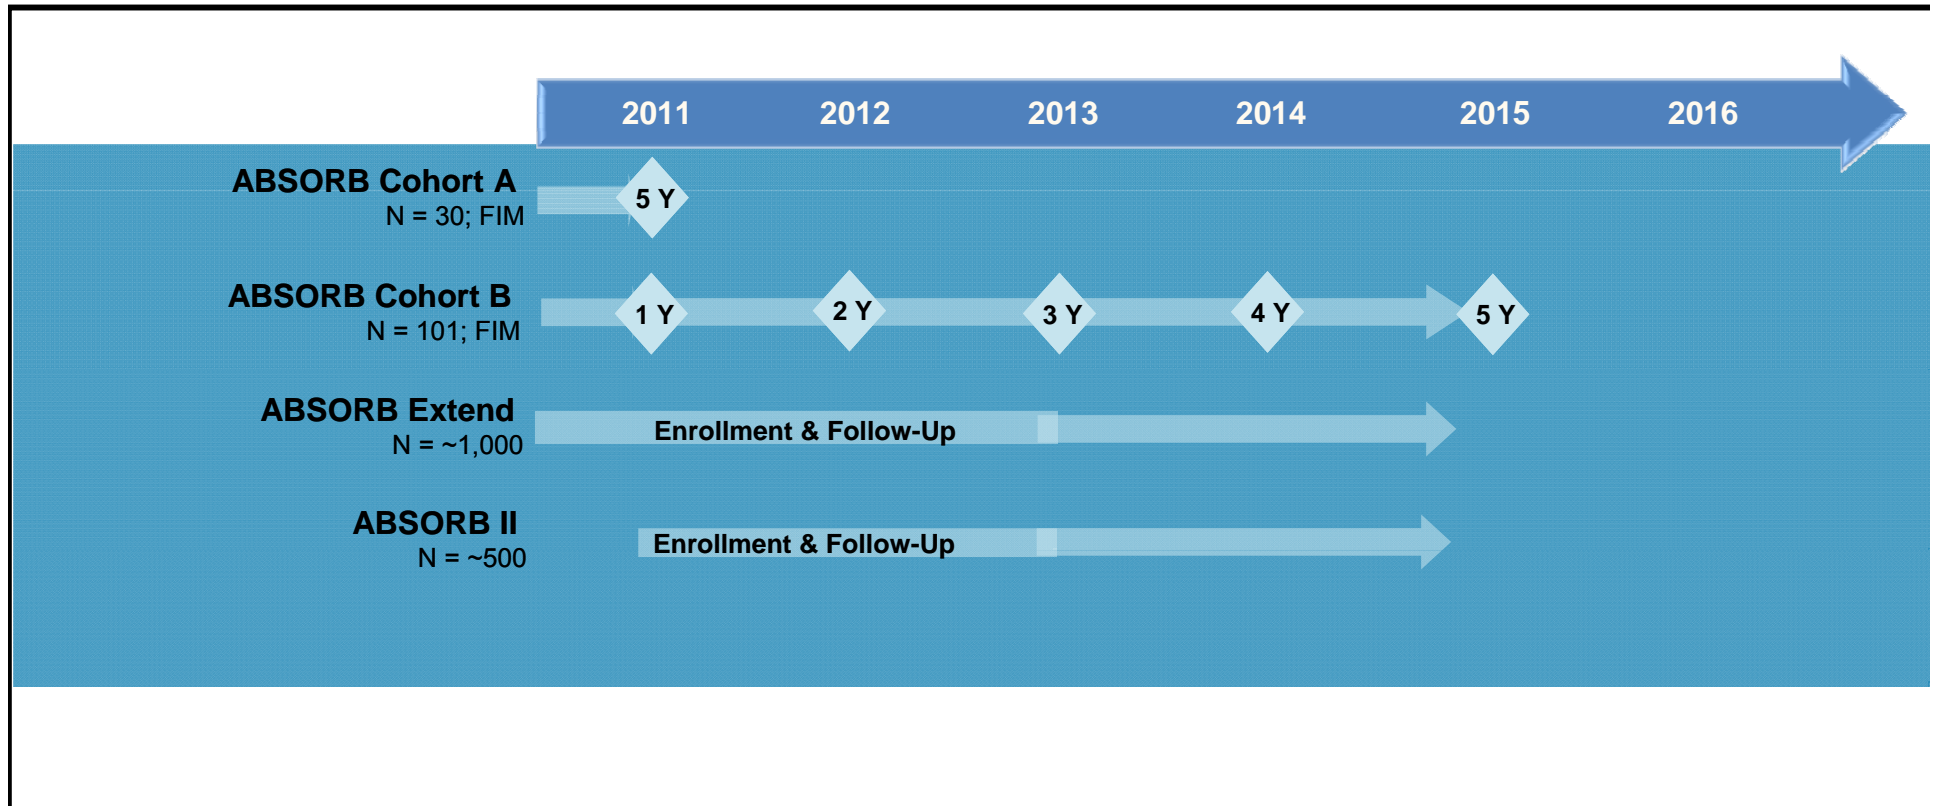 2011 2012 2013 2014 2015 2016
ABSORB Cohort A
N = 30; FIM
5 Y
ABSORB Cohort B
N = 101; FIM
1 Y 2 Y 3 Y 4 Y 5 Y
ABSORB Extend
N = ~1,000
Enrollment & Follow-Up
ABSORB II
N = ~500
Enrollment & Follow-Up